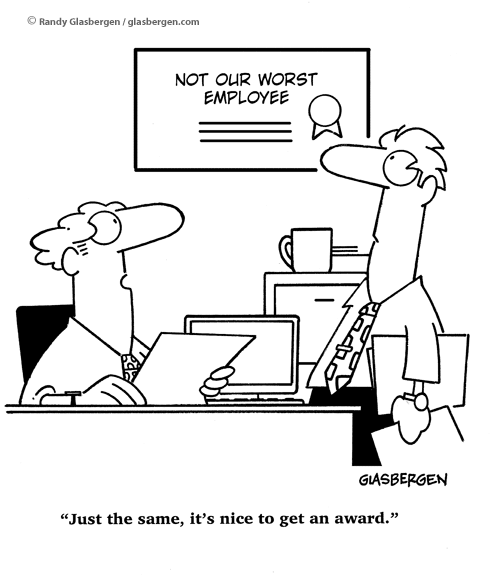 © Randy Glasbergen / glasbergen.com
NOT OUR WORST
EMPLOYEE
GLASBERGEN
“Just the same, it’s nice to get an award.”